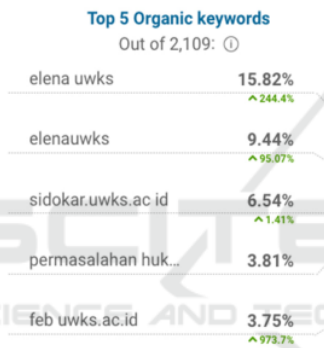 Top 5 Organic keywords
Out of 2,109: ⓘ
elena uwks 15.82%
^ 244.4%
elenauwks 9.44%
^ 95.07%
sidokar.uwks.ac id 6.54%
^ 1.41%
permasalahan huk... 3.81%
feb uwks.ac.id 3.75%
^ 973.7%